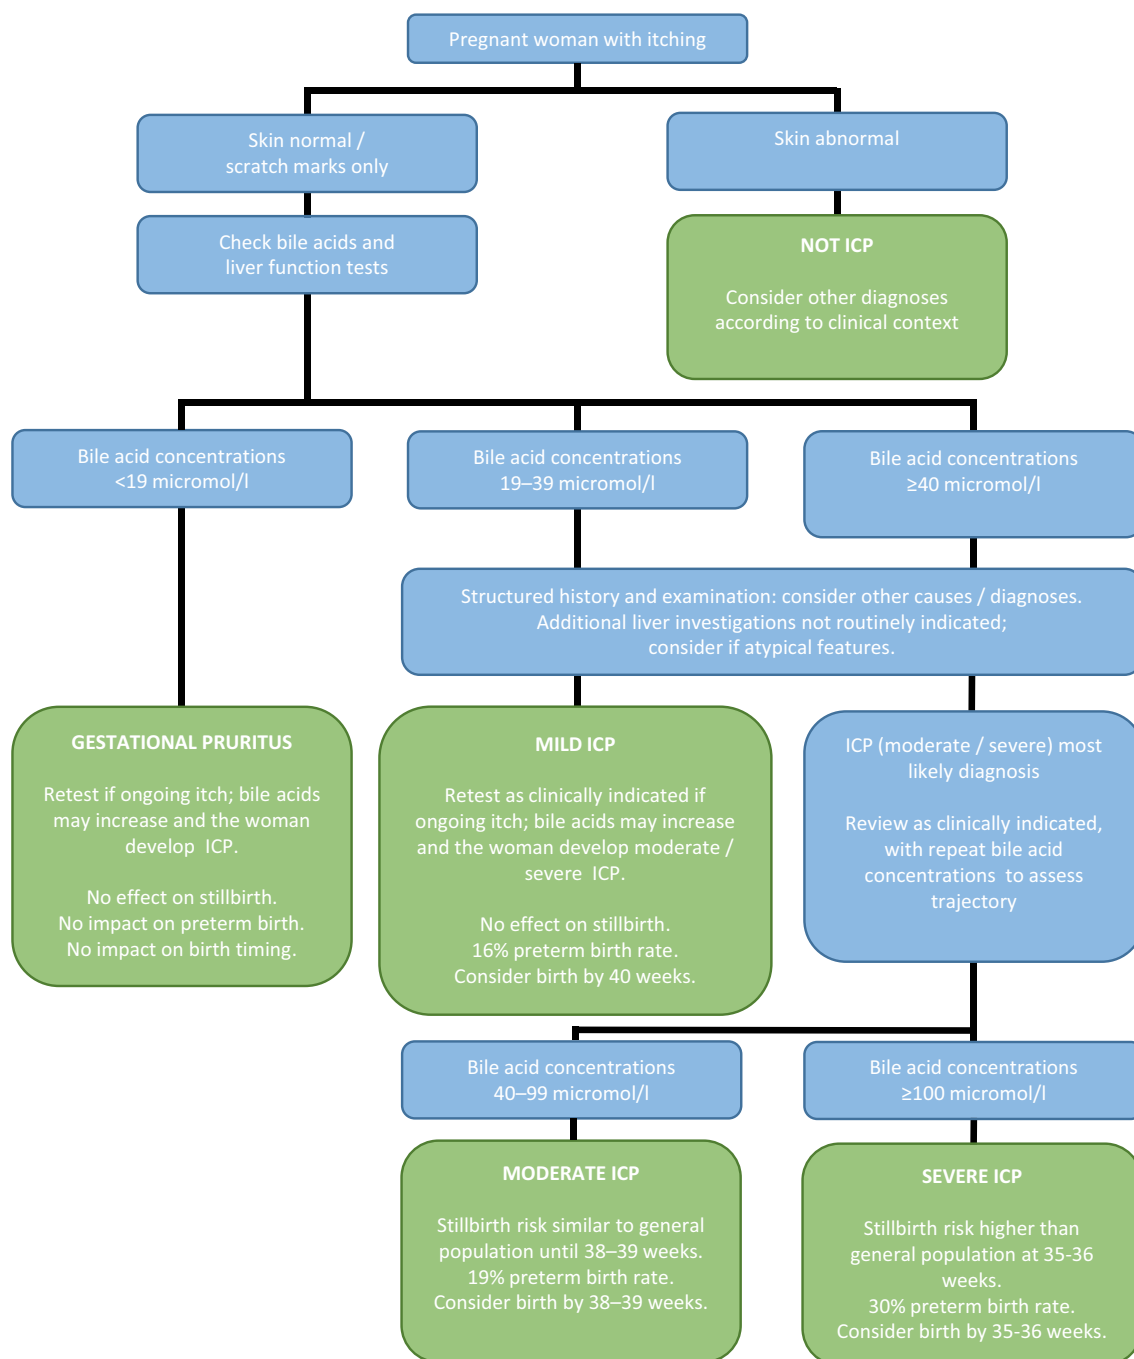 Pregnant woman with itching
Skin normal /
scratch marks only
Skin abnormal
Check bile acids and
liver function tests
NOT ICP
Consider other diagnoses
according to clinical context
Bile acid concentrations
<19 micromol/l
Bile acid concentrations
19–39 micromol/l
Bile acid concentrations
≥40 micromol/l
Structured history and examination: consider other causes / diagnoses.
Additional liver investigations not routinely indicated;
consider if atypical features.
GESTATIONAL PRURITUS
Retest if ongoing itch; bile acids
may increase and the woman
develop ICP.
No effect on stillbirth.
No impact on preterm birth.
No impact on birth timing.
MILD ICP
Retest as clinically indicated if
ongoing itch; bile acids may increase
and the woman develop moderate /
severe ICP.
No effect on stillbirth.
16% preterm birth rate.
Consider birth by 40 weeks.
ICP (moderate / severe) most
likely diagnosis
Review as clinically indicated,
with repeat bile acid
concentrations to assess
trajectory
Bile acid concentrations
40–99 micromol/l
Bile acid concentrations
≥100 micromol/l
MODERATE ICP
Stillbirth risk similar to general
population until 38–39 weeks.
19% preterm birth rate.
Consider birth by 38–39 weeks.
SEVERE ICP
Stillbirth risk higher than
general population at 35-36
weeks.
30% preterm birth rate.
Consider birth by 35-36 weeks.